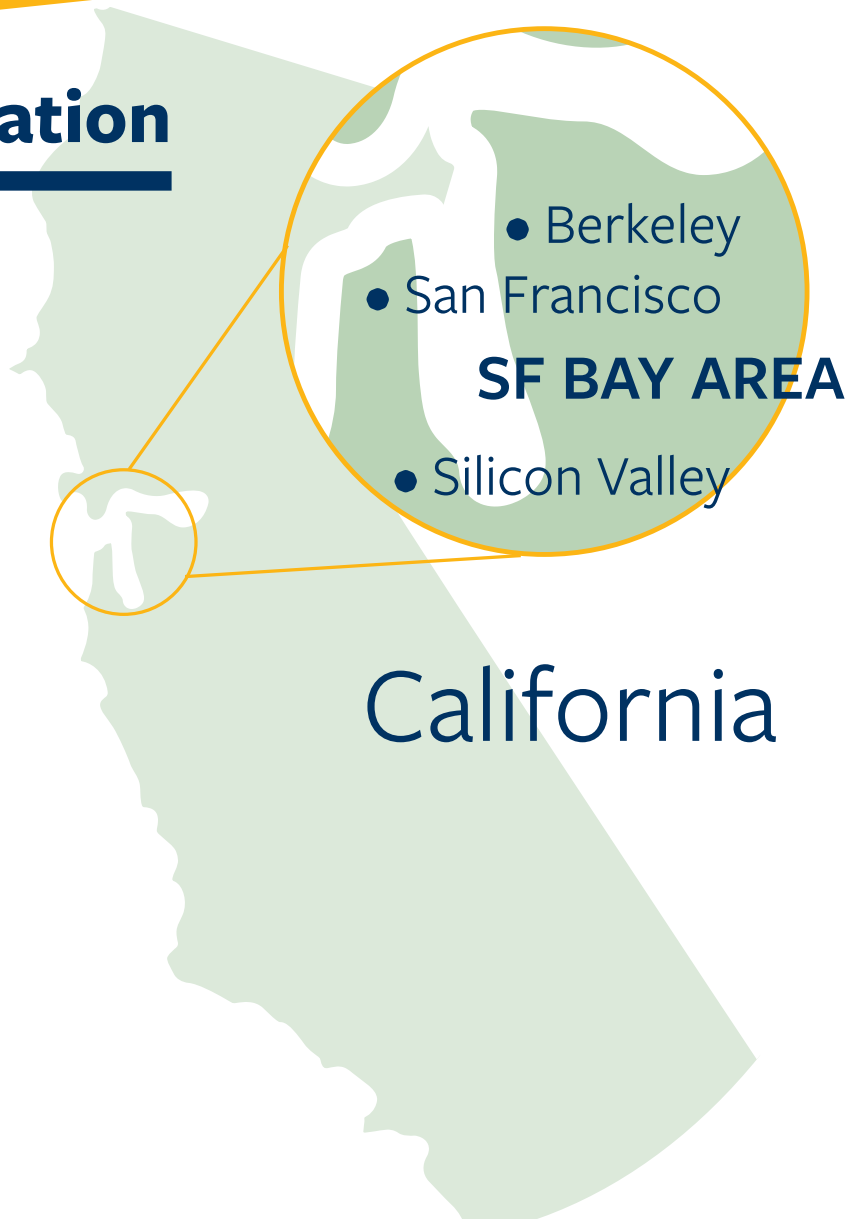 ation
Berkeley
San Francisco
SF BAY AREA
Silicon Valley
California